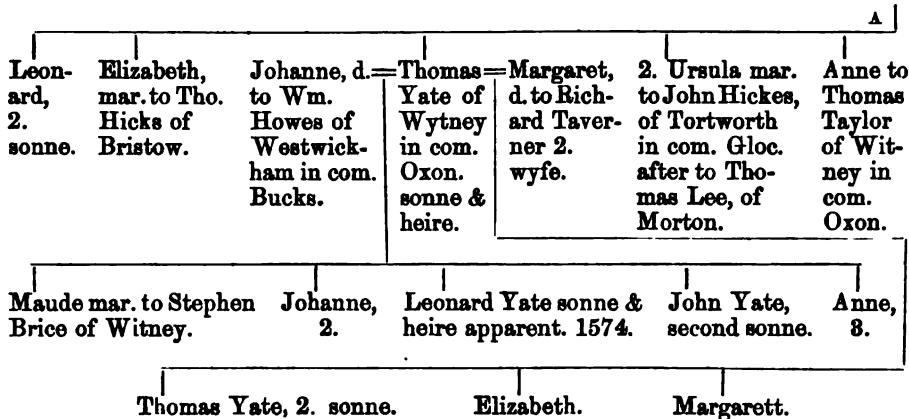 A
Leon-
ard,
2.
sonne.
Elizabeth,
mar. to Tho.
Hicks of
Bristow.
Johanne, d.
to Wm.
Howes of
Westwick-
ham in com.
Bucks.
=Thomas=
Yate of
Wytney
in com.
Oxon.
sonne &
heire.
Margaret,
d. to Rich-
ard Taver-
ner 2.
wyfe.
2. Ursula mar.
to John Hickes,
of Tortworth
in com. Gloc.
after to Tho-
mas Lee, of
Morton.
Anne to
Thomas
Taylor
of Wit-
ney in
com.
Oxon.
Maude mar. to Stephen
Brice of Witney.
Johanne,
2.
Leonard Yate sonne &
heire apparent. 1574.
John Yate,
second sonne.
Anne,
3.
Thomas Yate, 2. sonne.
Elizabeth.
Margarett.